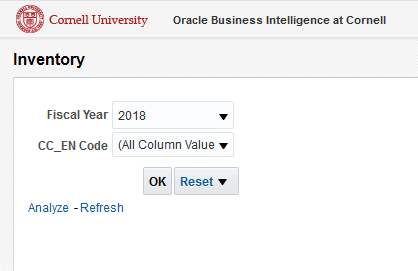 Cornell University Oracle Business Intelligence at Cornell
Inventory
Fiscal Year 2018
CC_EN Code (All Column Value
OK Reset
Analyze - Refresh